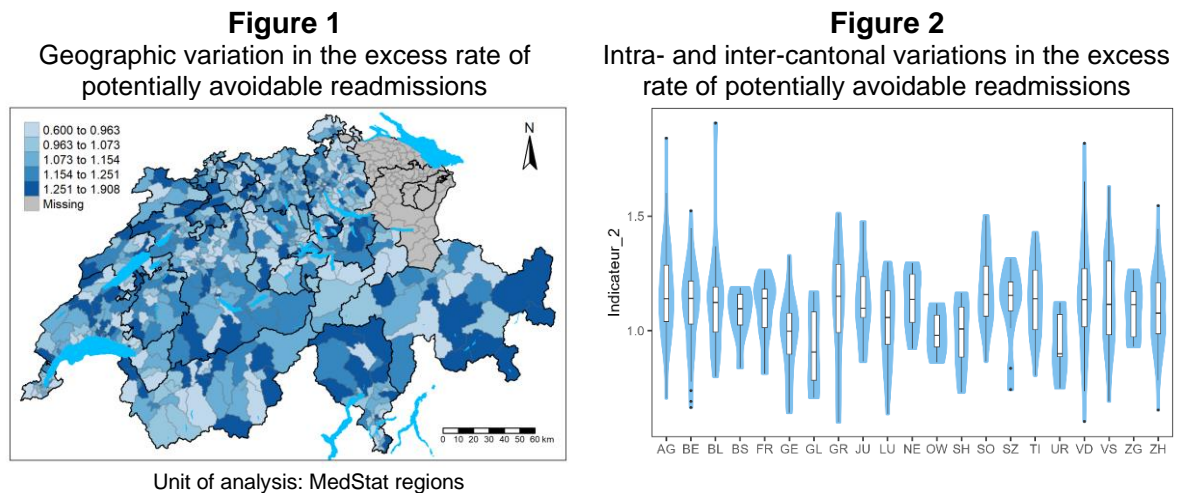 Figure 1
Geographic variation in the excess rate of
potentially avoidable readmissions
0.600 to 0.963
0.963 to 1.073
1.073 to 1.154
1.154 to 1.251
1.251 to 1.908
Missing
N
0 10 20 30 40 50 60 km
Unit of analysis: MedStat regions
Figure 2
Intra- and inter-cantonal variations in the excess
rate of potentially avoidable readmissions
Indicateur_2
1.5
1.0
AG BE BL BS FR GE GL GR JU LU NE OW SH SO SZ TI UR VD VS ZG ZH